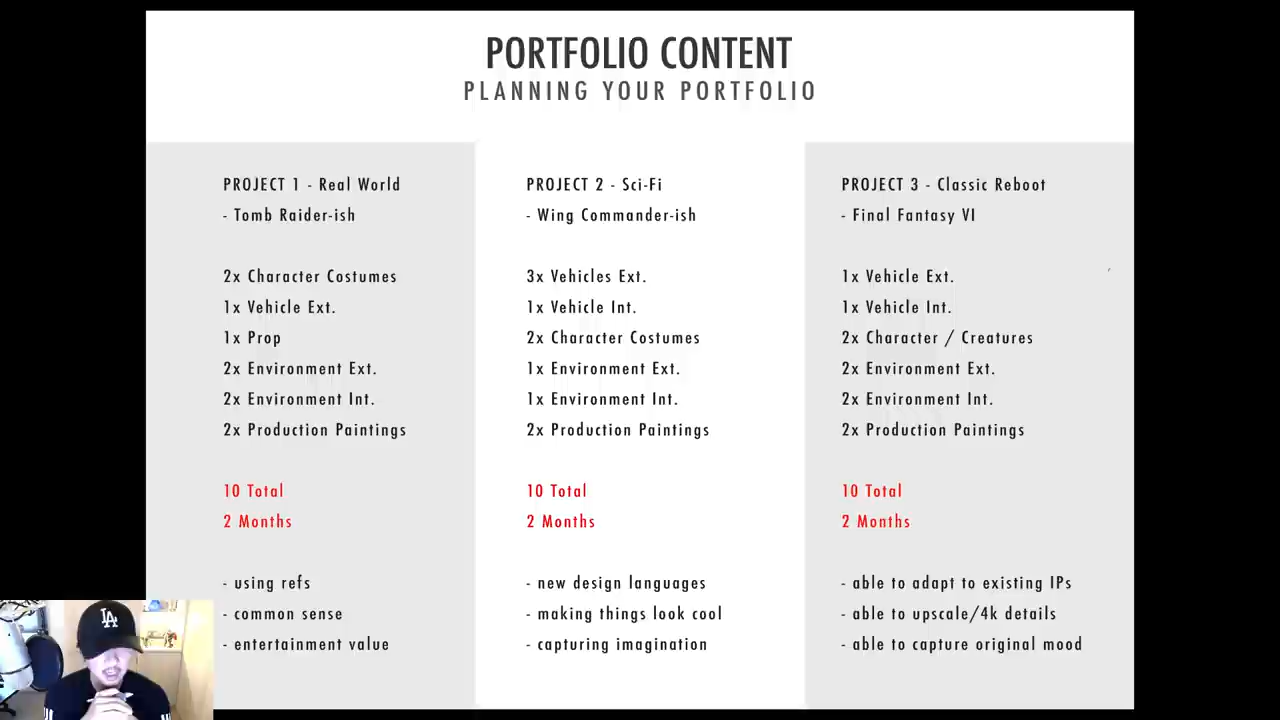 PORTFOLIO CONTENT
PLANNING YOUR PORTFOLIO
PROJECT 1 - Real World
- Tomb Raider-ish
2x Character Costumes
1x Vehicle Ext.
1x Prop
2x Environment Ext.
2x Environment Int.
2x Production Paintings
10 Total
2 Months
- using refs
- common sense
- entertainment value
PROJECT 2 - Sci-Fi
- Wing Commander-ish
3x Vehicles Ext.
1x Vehicle Int.
2x Character Costumes
1x Environment Ext.
1x Environment Int.
2x Production Paintings
10 Total
2 Months
- new design languages
- making things look cool
- capturing imagination
PROJECT 3 - Classic Reboot
- Final Fantasy VI
1x Vehicle Ext.
1x Vehicle Int.
2x Character / Creatures
2x Environment Ext.
2x Environment Int.
2x Production Paintings
10 Total
2 Months
- able to adapt to existing IPs
- able to upscale/4k details
- able to capture original mood
LA